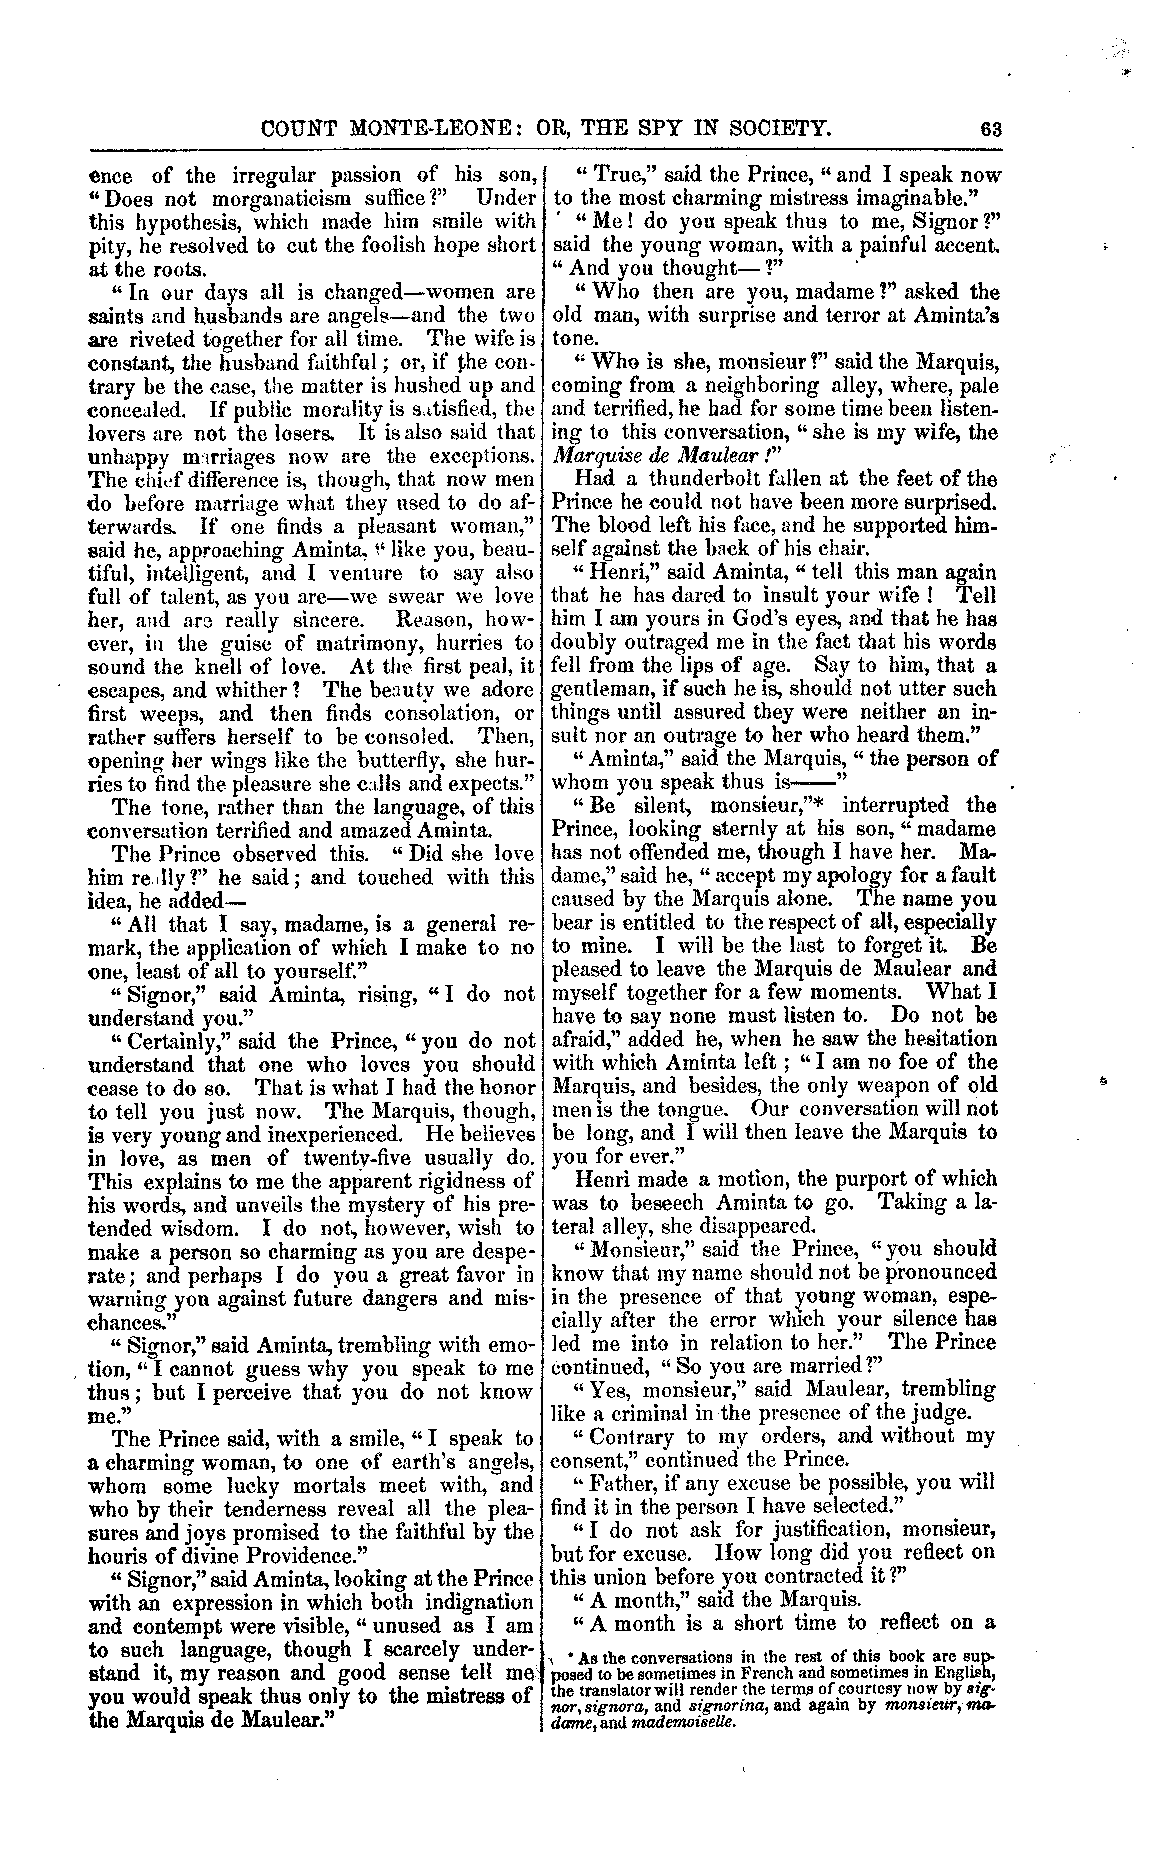 COUNT MONTE-LEONE: OR, THE SPY IN SOCIETY. 63
ence of the irregular passion of his son,
"Does not morganaticism suffice?" Under
this hypothesis, which made him smile with
pity, he resolved to cut the foolish hope short
at the roots.
"In our days all is changed—women are
saints and husbands are angels—and the two
are riveted together for all time. The wife is
constant, the husband faithful; or, if the con-
trary be the case, the matter is hushed up and
concealed. If public morality is satisfied, the
lovers are not the losers. It is also said that
unhappy marriages now are the exceptions.
The chief difference is, though, that now men
do before marriage what they used to do af-
terwards. If one finds a pleasant woman,"
said he, approaching Aminta, "like you, beau-
tiful, intelligent, and I venture to say also
full of talent, as you are—we swear we love
her, and are really sincere. Reason, how-
ever, in the guise of matrimony, hurries to
sound the knell of love. At the first peal, it
escapes, and whither? The beauty we adore
first weeps, and then finds consolation, or
rather suffers herself to be consoled. Then,
opening her wings like the butterfly, she hur-
ries to find the pleasure she calls and expects."
The tone, rather than the language, of this
conversation terrified and amazed Aminta.
The Prince observed this. "Did she love
him really?" he said; and touched with this
idea, he added—
"All that I say, madame, is a general re-
mark, the application of which I make to no
one, least of all to yourself."
"Signor," said Aminta, rising, "I do not
understand you."
"Certainly," said the Prince, "you do not
understand that one who loves you should
cease to do so. That is what I had the honor
to tell you just now. The Marquis, though,
is very young and inexperienced. He believes
in love, as men of twenty-five usually do.
This explains to me the apparent rigidness of
his words, and unveils the mystery of his pre-
tended wisdom. I do not, however, wish to
make a person so charming as you are despe-
rate; and perhaps I do you a great favor in
warning you against future dangers and mis-
chances."
"Signor," said Aminta, trembling with emo-
tion, "I cannot guess why you speak to me
thus; but I perceive that you do not know
me."
The Prince said, with a smile, "I speak to
a charming woman, to one of earth's angels,
whom some lucky mortals meet with, and
who by their tenderness reveal all the plea-
sures and joys promised to the faithful by the
houris of divine Providence."
"Signor," said Aminta, looking at the Prince
with an expression in which both indignation
and contempt were visible, "unused as I am
to such language, though I scarcely under-
stand it, my reason and good sense tell me
you would speak thus only to the mistress of
the Marquis de Maulear."
"True," said the Prince, "and I speak now
to the most charming mistress imaginable."
"Me! do you speak thus to me, Signor?"
said the young woman, with a painful accent.
"And you thought—?"
"Who then are you, madame?" asked the
old man, with surprise and terror at Aminta's
tone.
"Who is she, monsieur?" said the Marquis,
coming from a neighboring alley, where, pale
and terrified, he had for some time been listen-
ing to this conversation, "she is my wife, the
Marquise de Maulear!"
Had a thunderbolt fallen at the feet of the
Prince he could not have been more surprised.
The blood left his face, and he supported him-
self against the back of his chair.
"Henri," said Aminta, "tell this man again
that he has dared to insult your wife! Tell
him I am yours in God's eyes, and that he has
doubly outraged me in the fact that his words
fell from the lips of age. Say to him, that a
gentleman, if such he is, should not utter such
things until assured they were neither an in-
sult nor an outrage to her who heard them."
"Aminta," said the Marquis, "the person of
whom you speak thus is——"
"Be silent, monsieur,"* interrupted the
Prince, looking sternly at his son, "madame
has not offended me, though I have her. Ma-
dame," said he, "accept my apology for a fault
caused by the Marquis alone. The name you
bear is entitled to the respect of all, especially
to mine. I will be the last to forget it. Be
pleased to leave the Marquis de Maulear and
myself together for a few moments. What I
have to say none must listen to. Do not be
afraid," added he, when he saw the hesitation
with which Aminta left; "I am no foe of the
Marquis, and besides, the only weapon of old
men is the tongue. Our conversation will not
be long, and I will then leave the Marquis to
you for ever."
Henri made a motion, the purport of which
was to beseech Aminta to go. Taking a la-
teral alley, she disappeared.
"Monsieur," said the Prince, "you should
know that my name should not be pronounced
in the presence of that young woman, espe-
cially after the error which your silence has
led me into in relation to her." The Prince
continued, "So you are married?"
"Yes, monsieur," said Maulear, trembling
like a criminal in the presence of the judge.
"Contrary to my orders, and without my
consent," continued the Prince.
"Father, if any excuse be possible, you will
find it in the person I have selected."
"I do not ask for justification, monsieur,
but for excuse. How long did you reflect on
this union before you contracted it?"
"A month," said the Marquis.
"A month is a short time to reflect on a
* As the conversations in the rest of this book are sup-
posed to be sometimes in French and sometimes in English,
the translator will render the terms of courtesy now by sig-
nor, signora, and signorina, and again by monsieur, ma-
dame, and mademoiselle.